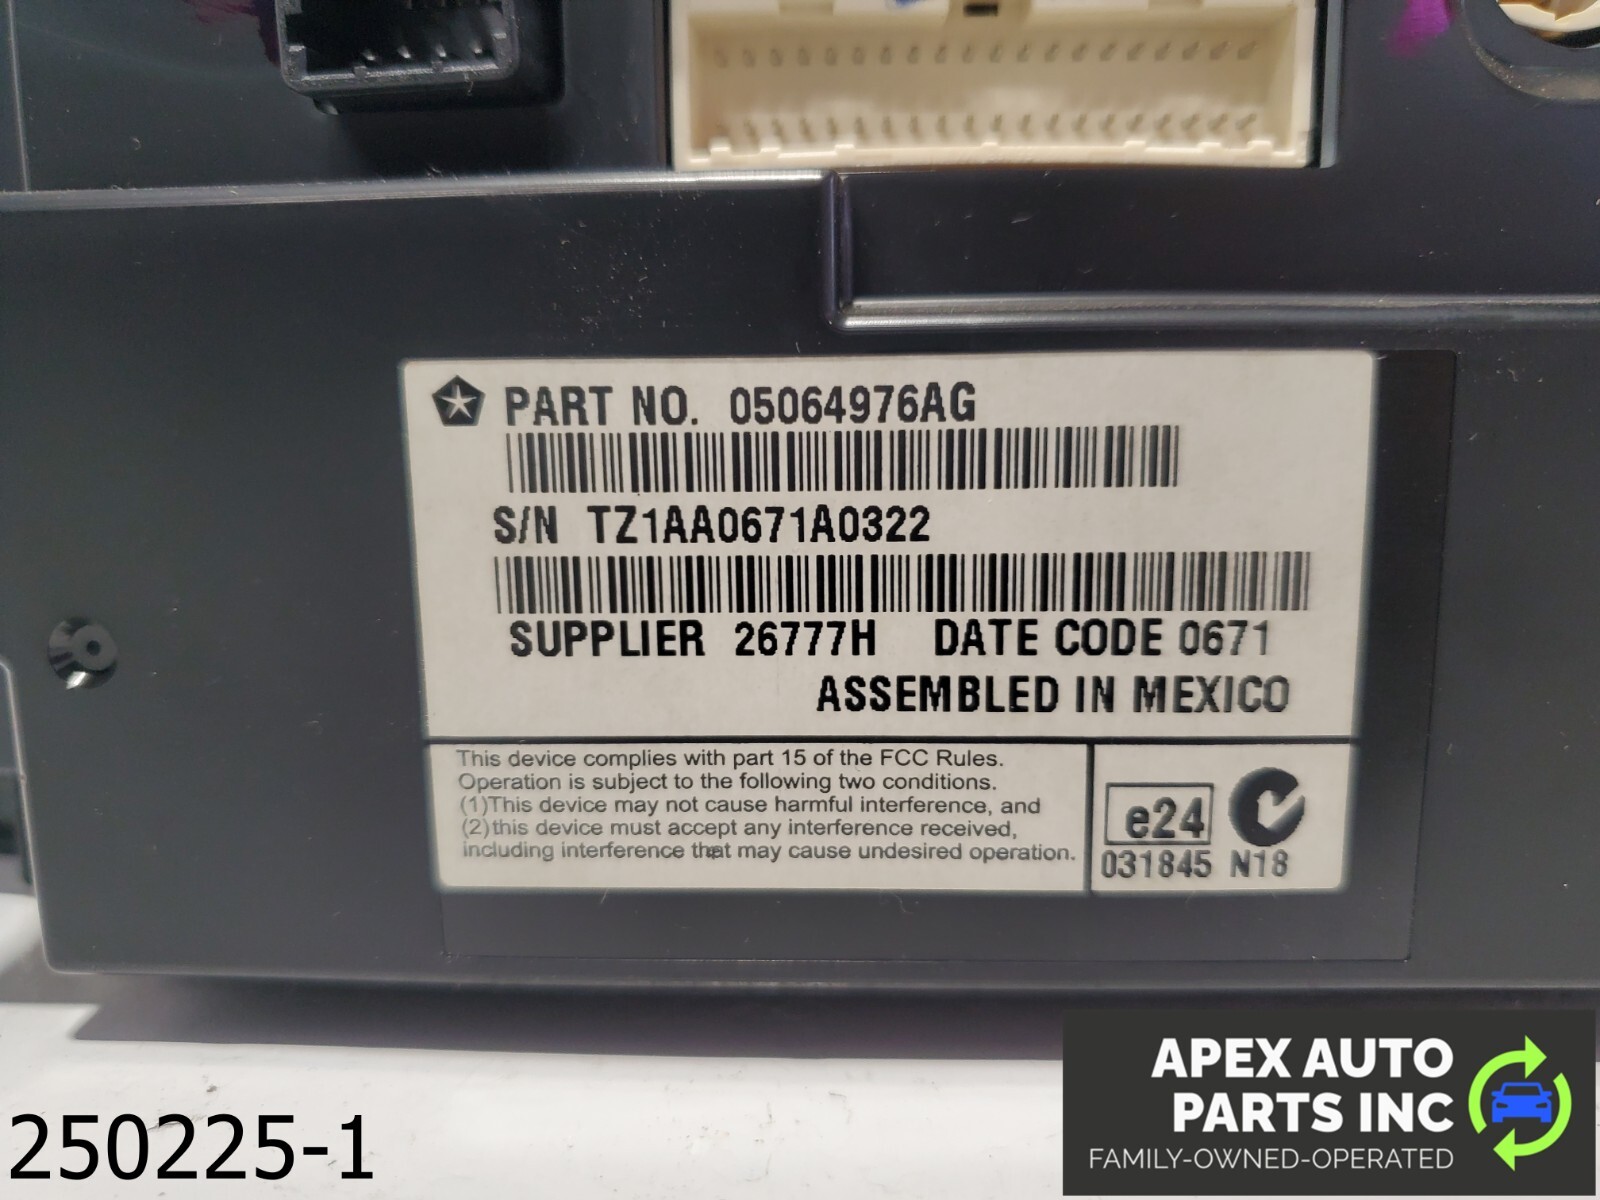 PART NO. 05064976AG
S/N TZ1AA0671A0322
SUPPLIER 26777H DATE CODE 0671
ASSEMBLED IN MEXICO
This device complies with part 15 of the FCC Rules.
Operation is subject to the following two conditions.
(1)This device may not cause harmful interference, and
(2)this device must accept any interference received,
including interference that may cause undesired operation.
e24
031845 N18
250225-1
APEX AUTO
PARTS INC
FAMILY-OWNED-OPERATED